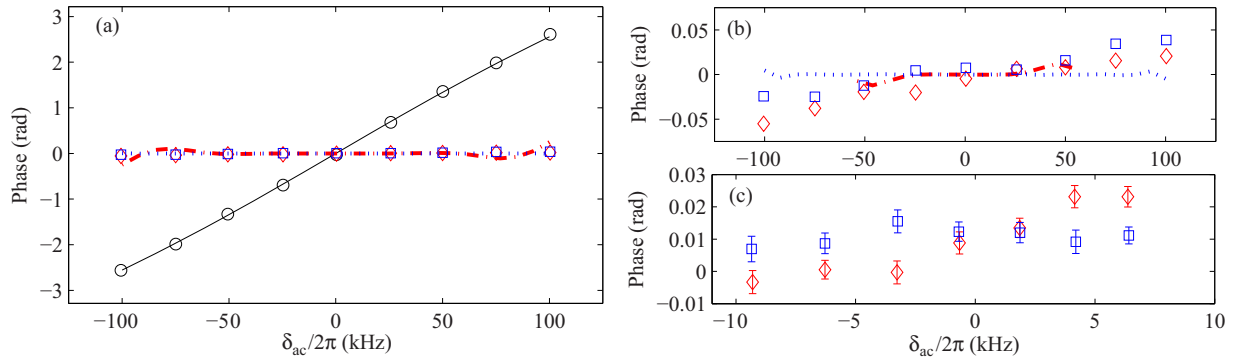 (a)
3
2
1
0
−1
−2
−3
Phase (rad)
−100 −50 0 50 100
δac/2π (kHz)
(b)
0.05
0
−0.05
Phase (rad)
−100 −50 0 50 100
(c)
0.03
0.02
0.01
0
−0.01
Phase (rad)
−10 −5 0 5 10
δac/2π (kHz)